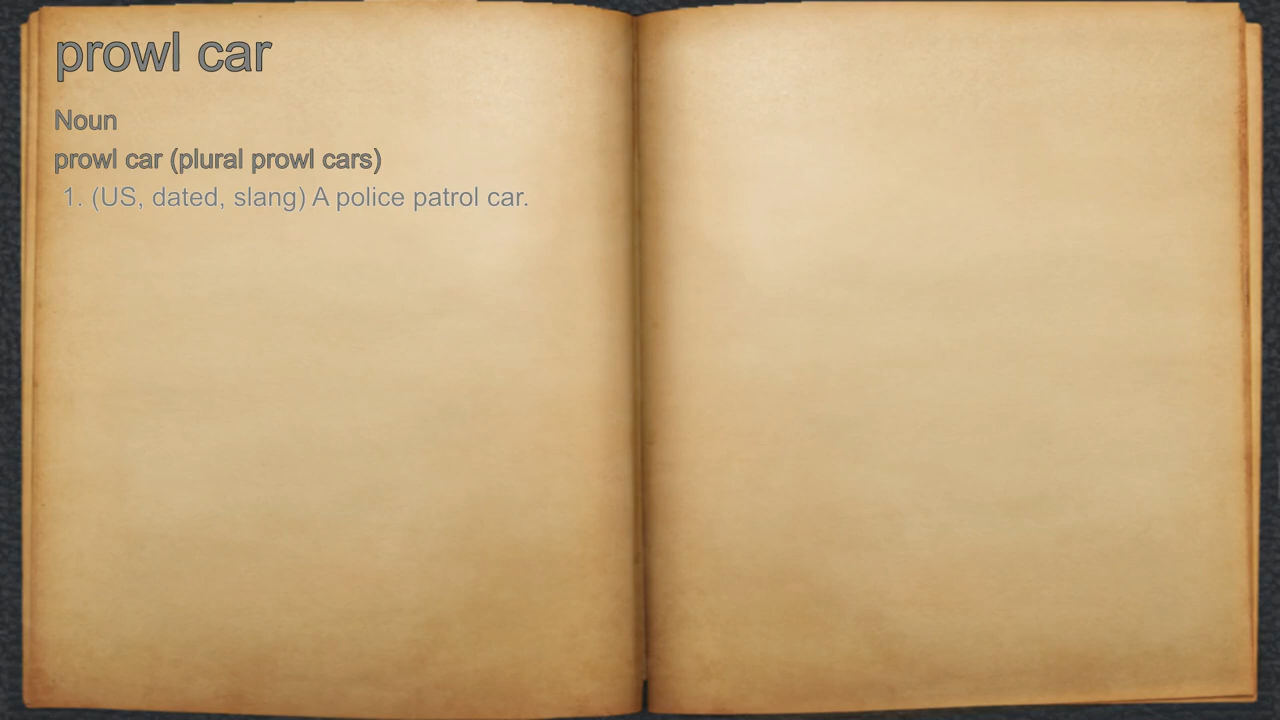 prowl car
Noun
prowl car (plural prowl cars)
1. (US, dated, slang) A police patrol car.